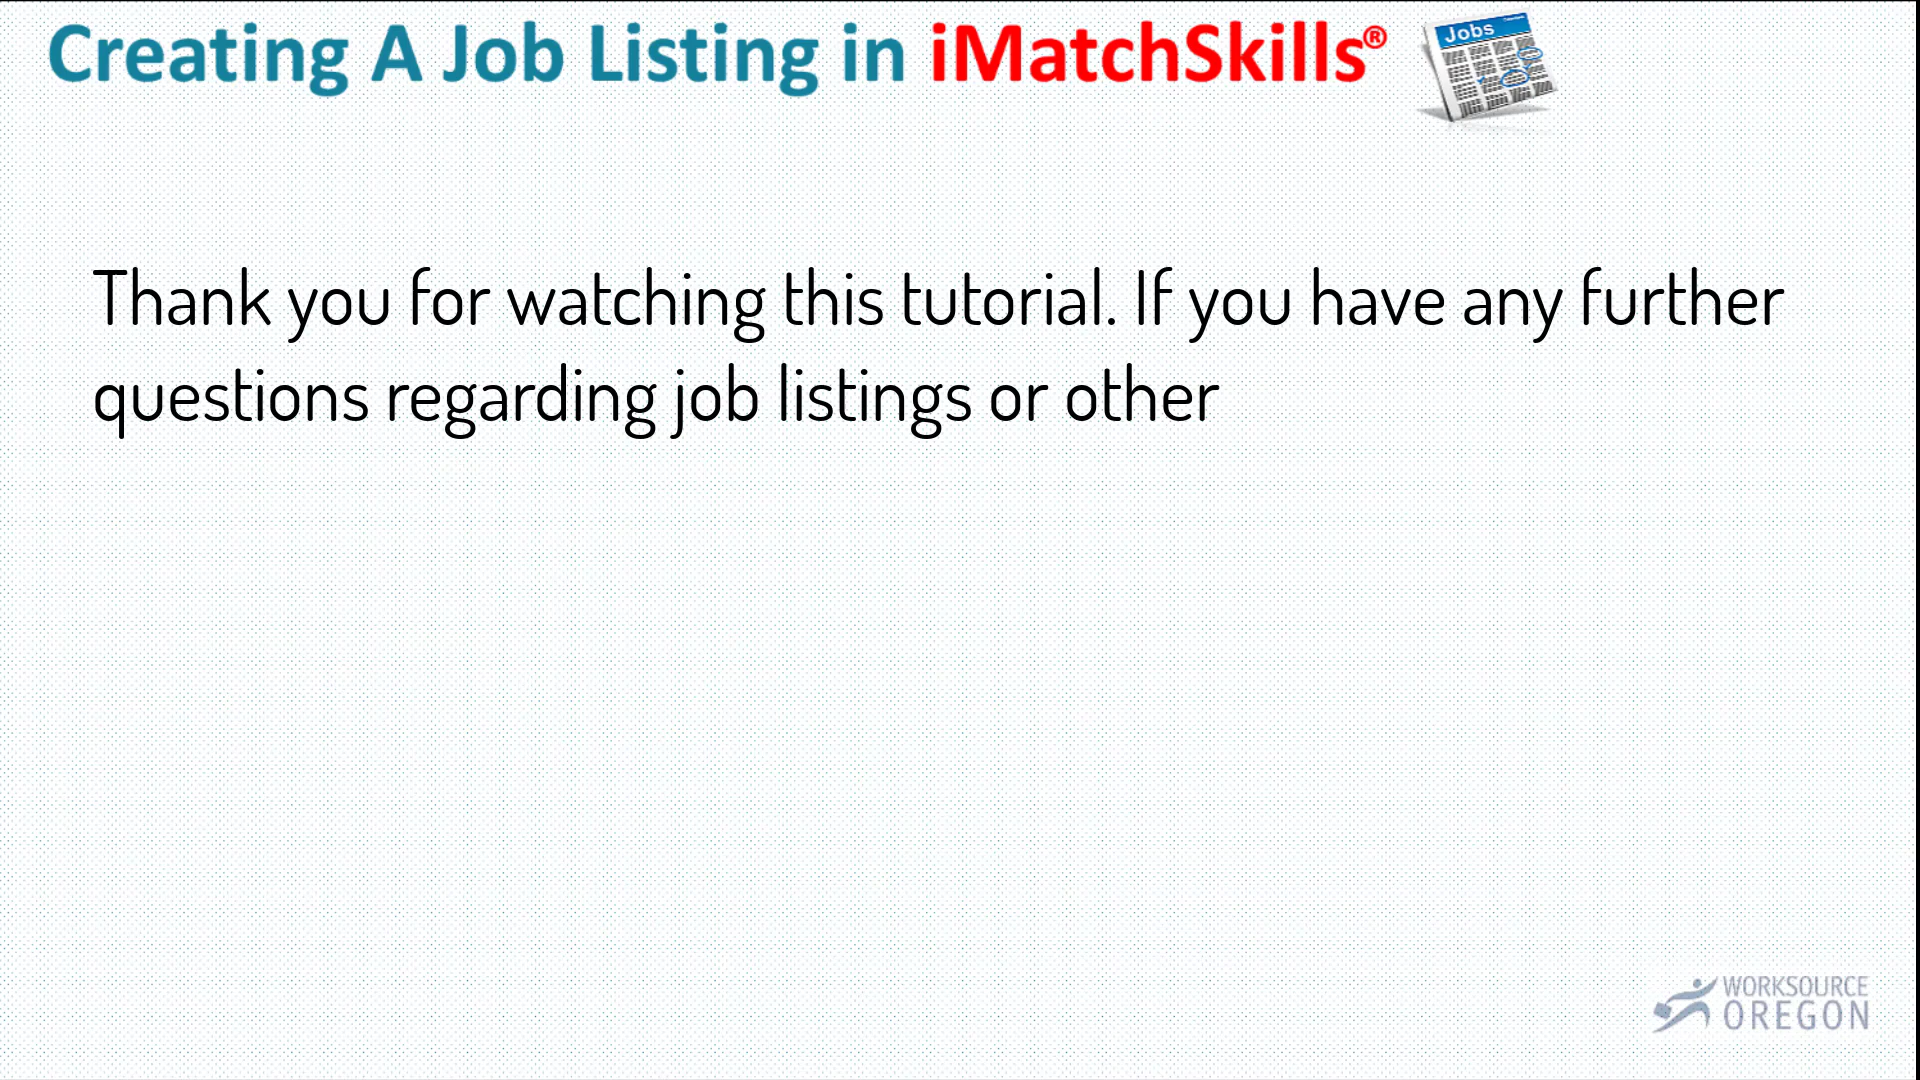 Creating A Job Listing in iMatchSkills®
Jobs
Thank you for watching this tutorial. If you have any further
questions regarding job listings or other
WORKSOURCE
OREGON